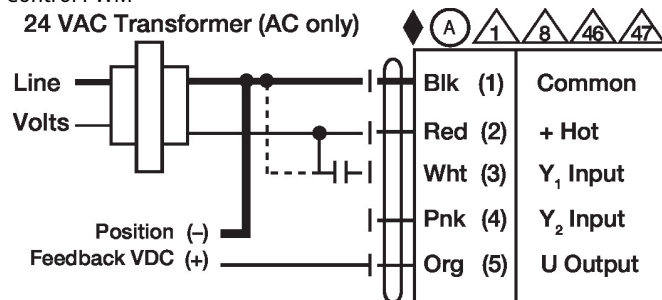 24 VAC Transformer (AC only)
A 1 8 46 47
Line
Volts
Blk (1) Common
Red (2) + Hot
Wht (3) Y₁ Input
Pnk (4) Y₂ Input
Org (5) U Output
Position (–)
Feedback VDC (+)